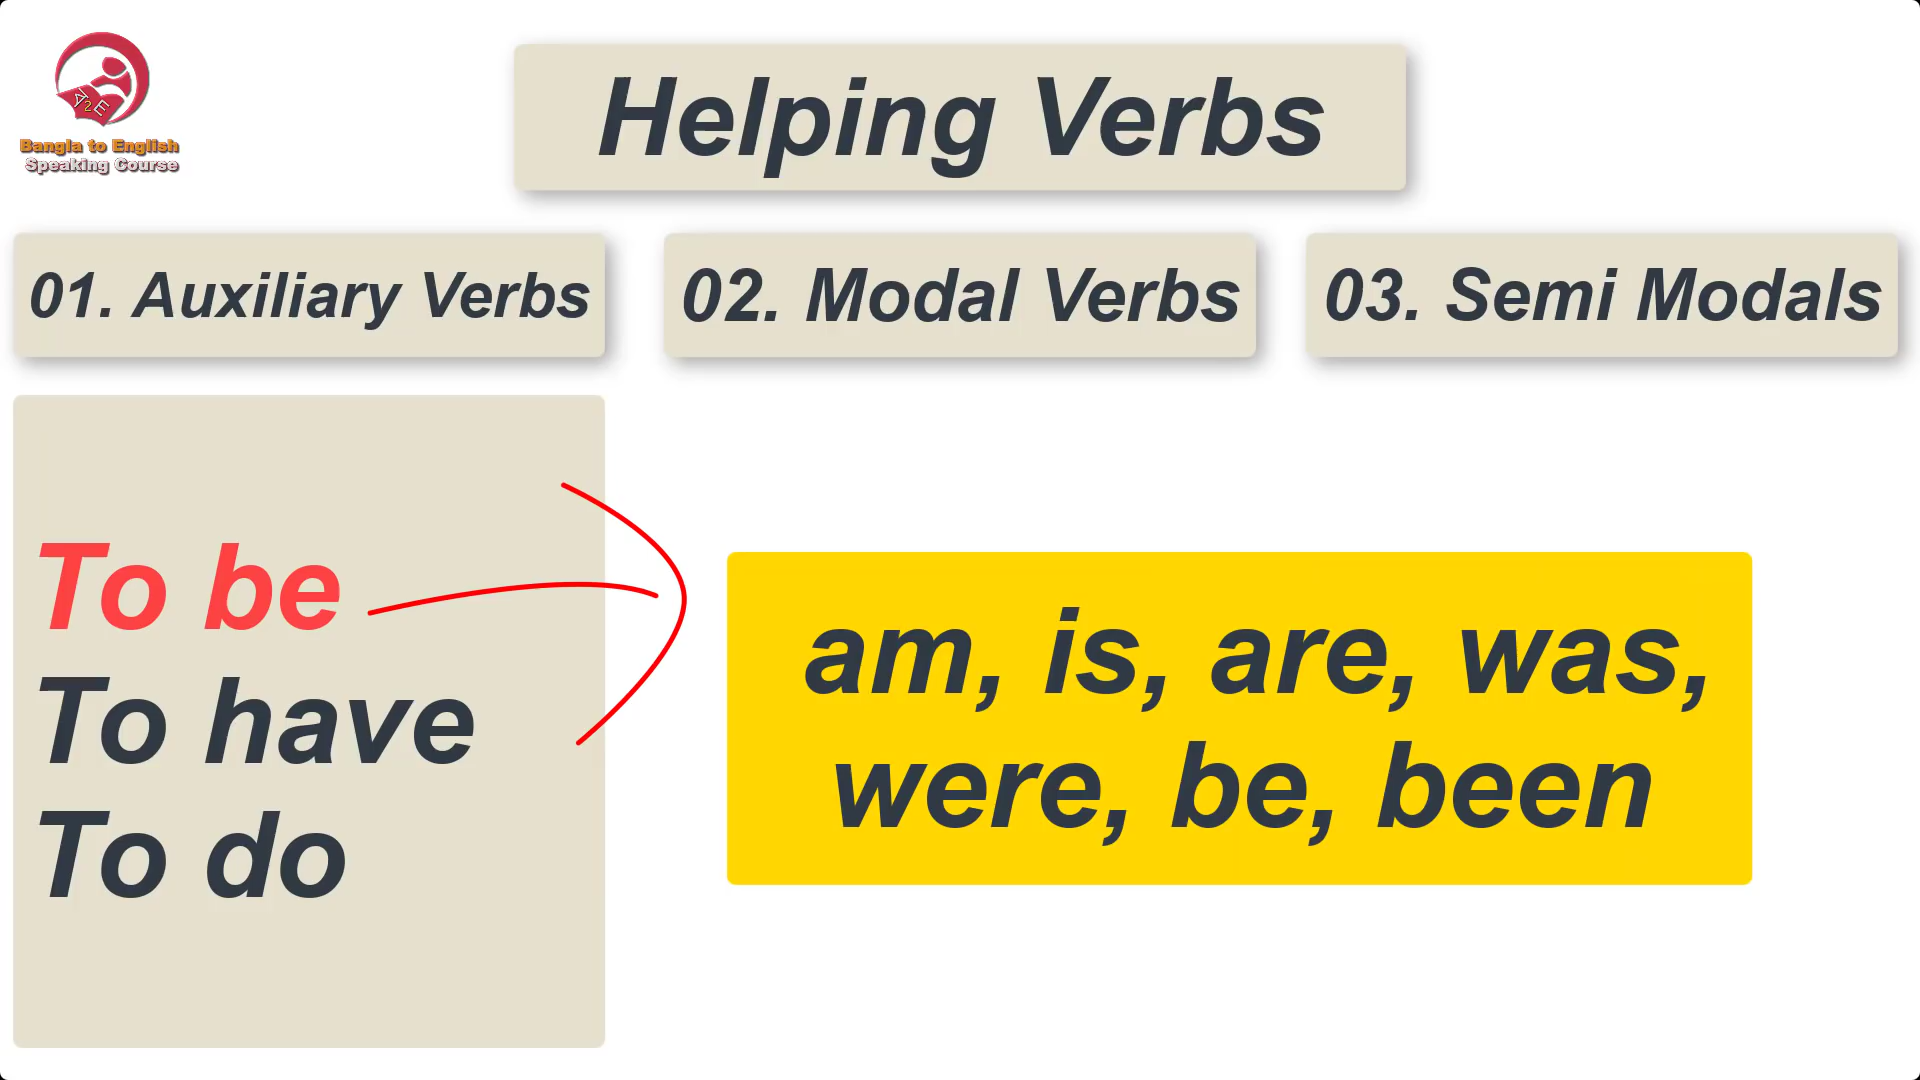 Helping Verbs
Bangla to English
Speaking Course
01. Auxiliary Verbs
02. Modal Verbs
03. Semi Modals
To be
To have
To do
am, is, are, was,
were, be, been